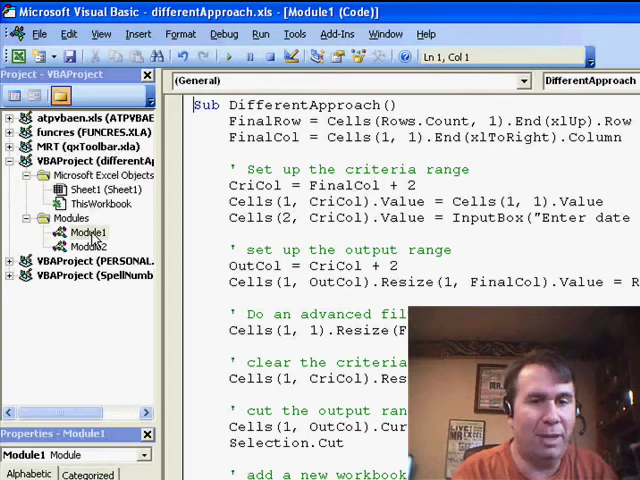 Microsoft Visual Basic - differentApproach.xls - [Module1 (Code)]
File Edit View Insert Format Debug Run Tools Add-Ins Window Help
Ln 1, Col 1
Project - VBAProject
(General)
DifferentApproach
atpvbaen.xls (ATPVBAE
funcres (FUNCRES.XLA)
MRT (qxToolbar.xla)
VBAProject (differentA
Microsoft Excel Objects
Sheet1 (Sheet1)
ThisWorkbook
Modules
Module1
Module2
VBAProject (PERSONAL.
VBAProject (SpellNumb
Properties - Module1
Module1 Module
Alphabetic Categorized
Sub DifferentApproach()
FinalRow = Cells(Rows.Count, 1).End(xlUp).Row
FinalCol = Cells(1, 1).End(xlToRight).Column
' Set up the criteria range
CriCol = FinalCol + 2
Cells(1, CriCol).Value = Cells(1, 1).Value
Cells(2, CriCol).Value = InputBox("Enter date
' set up the output range
OutCol = CriCol + 2
Cells(1, OutCol).Resize(1, FinalCol).Value = R
' Do an advanced fil
Cells(1, 1).Resize(F
' clear the criteria
Cells(1, CriCol).Res
' cut the output ran
Cells(1, OutCol).Cur
Selection.Cut
' add a new workbook